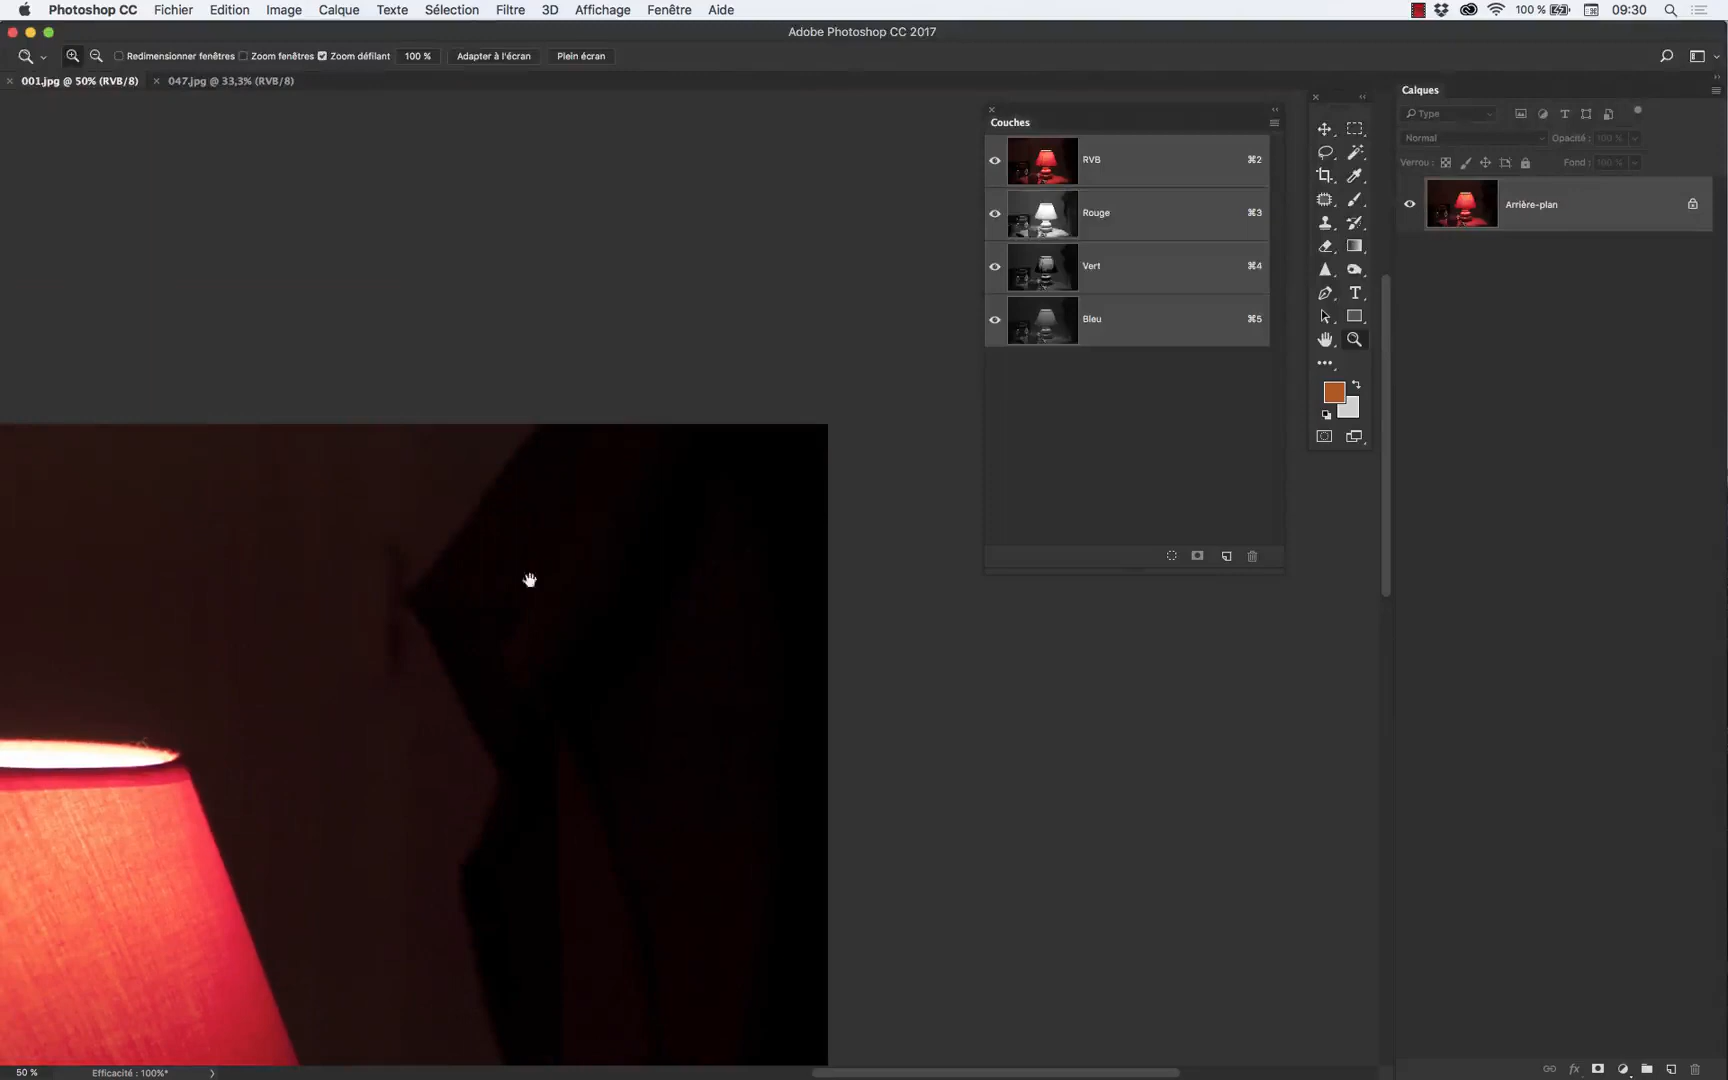 Photoshop CC Fichier Edition Image Calque Texte Sélection Filtre 3D Affichage Fenêtre Aide 100 % 09:30
Adobe Photoshop CC 2017
Redimensionner fenêtres Zoom fenêtres Zoom défilant 100 % Adapter à l'écran Plein écran
001.jpg @ 50% (RVB/8) 047.jpg @ 33,3% (RVB/8)
Calques
Type
Normal Opacité : 100 %
Verrou : Fond : 100 %
Arrière-plan
Couches
RVB ⌘2
Rouge ⌘3
Vert ⌘4
Bleu ⌘5
50 % Efficacité : 100%*